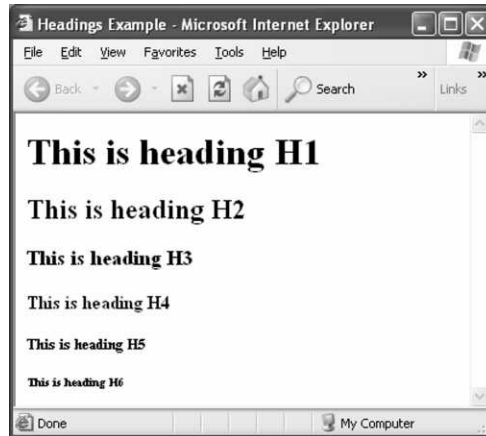 Headings Example - Microsoft Internet Explorer
File Edit View Favorites Tools Help
Back Search » Links »
This is heading H1
This is heading H2
This is heading H3
This is heading H4
This is heading H5
This is heading H6
Done My Computer